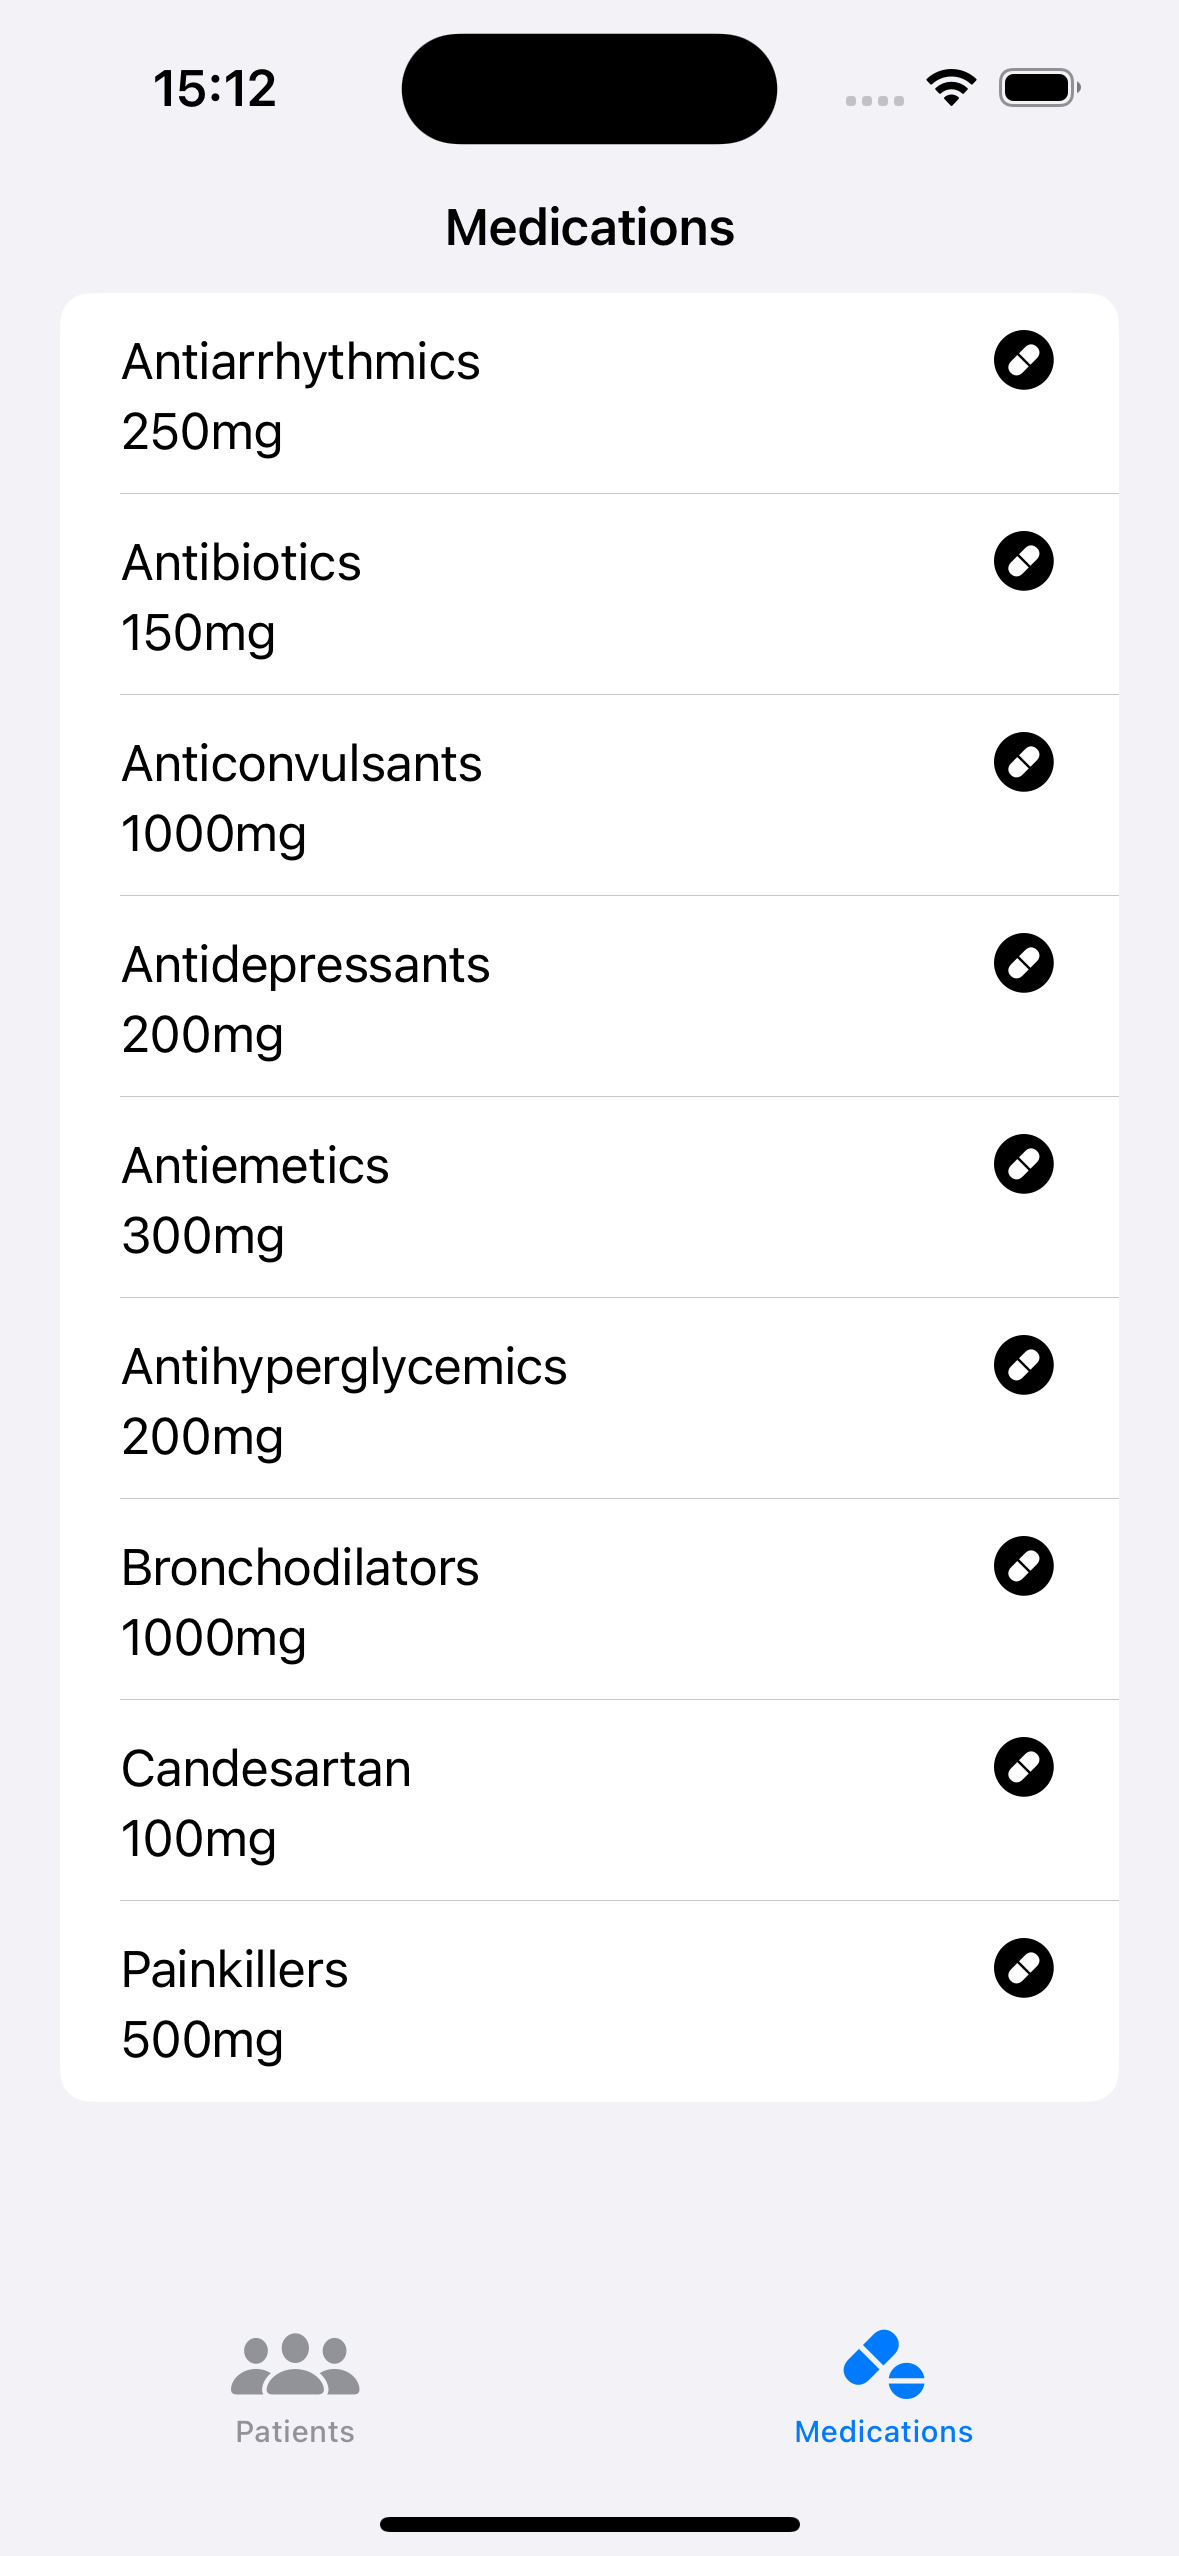 15:12
Medications
Antiarrhythmics
250mg
Antibiotics
150mg
Anticonvulsants
1000mg
Antidepressants
200mg
Antiemetics
300mg
Antihyperglycemics
200mg
Bronchodilators
1000mg
Candesartan
100mg
Painkillers
500mg
Patients
Medications